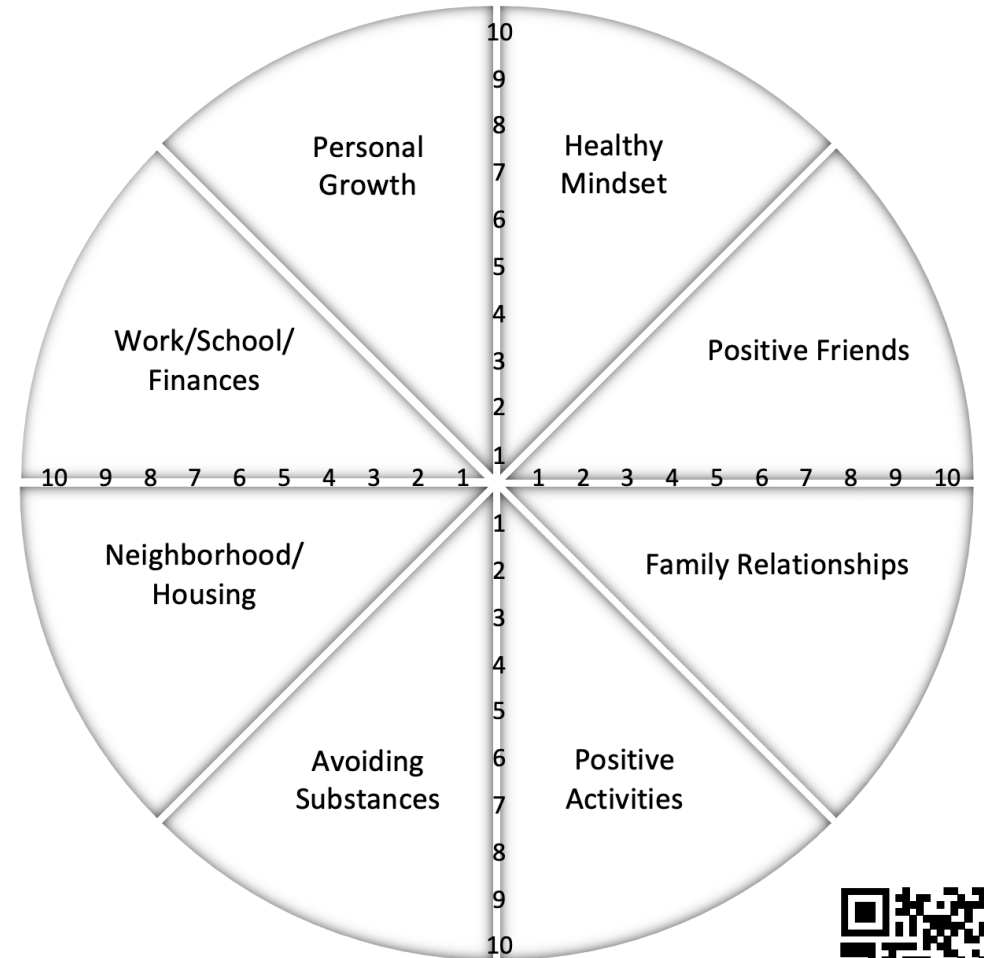 10
9
8
7
6
5
4
3
2
1
Personal
Growth
Healthy
Mindset
Work/School/
Finances
Positive Friends
10 9 8 7 6 5 4 3 2 1 1 2 3 4 5 6 7 8 9 10
Neighborhood/
Housing
Family Relationships
1
2
3
4
5
6
7
8
9
10
Avoiding
Substances
Positive
Activities